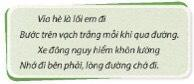 Vỉa hè là lối em đi
Bước trên vạch trắng mỗi khi qua đường.
Xe đông nguy hiểm khôn lường
Nhớ đi bên phải, lòng đường chớ đi.